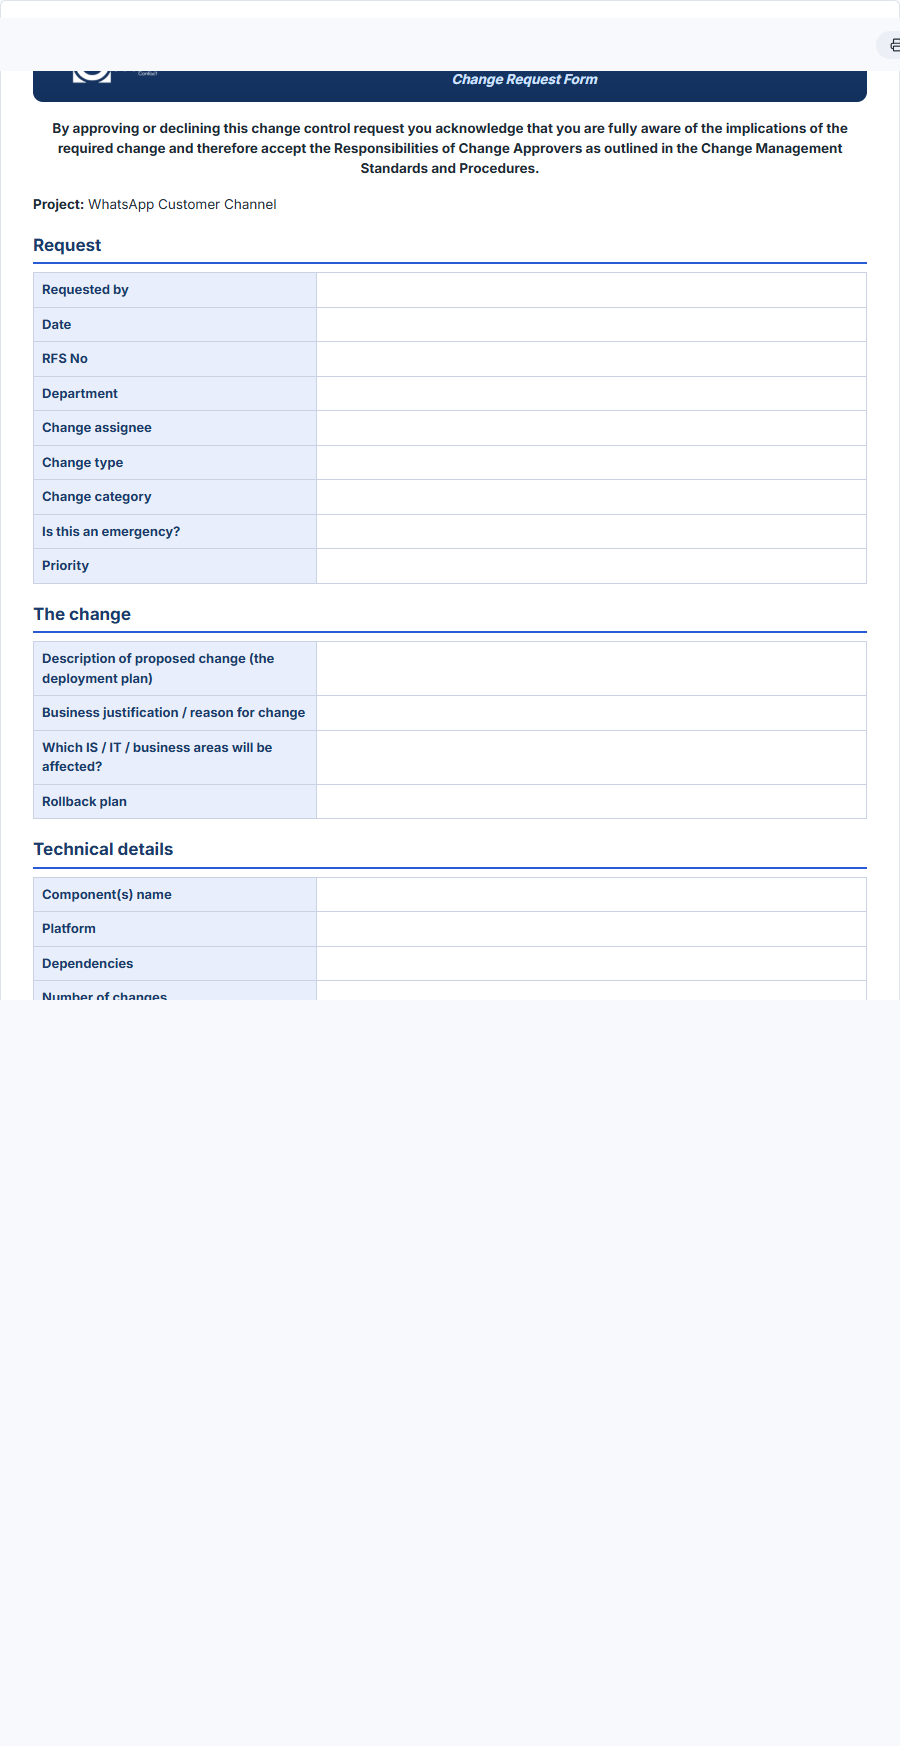 Contact
Change Request Form
By approving or declining this change control request you acknowledge that you are fully aware of the implications of the
required change and therefore accept the Responsibilities of Change Approvers as outlined in the Change Management
Standards and Procedures.
Project: WhatsApp Customer Channel
Request
Requested by
Date
RFS No
Department
Change assignee
Change type
Change category
Is this an emergency?
Priority
The change
Description of proposed change (the
deployment plan)
Business justification / reason for change
Which IS / IT / business areas will be
affected?
Rollback plan
Technical details
Component(s) name
Platform
Dependencies
Number of changes